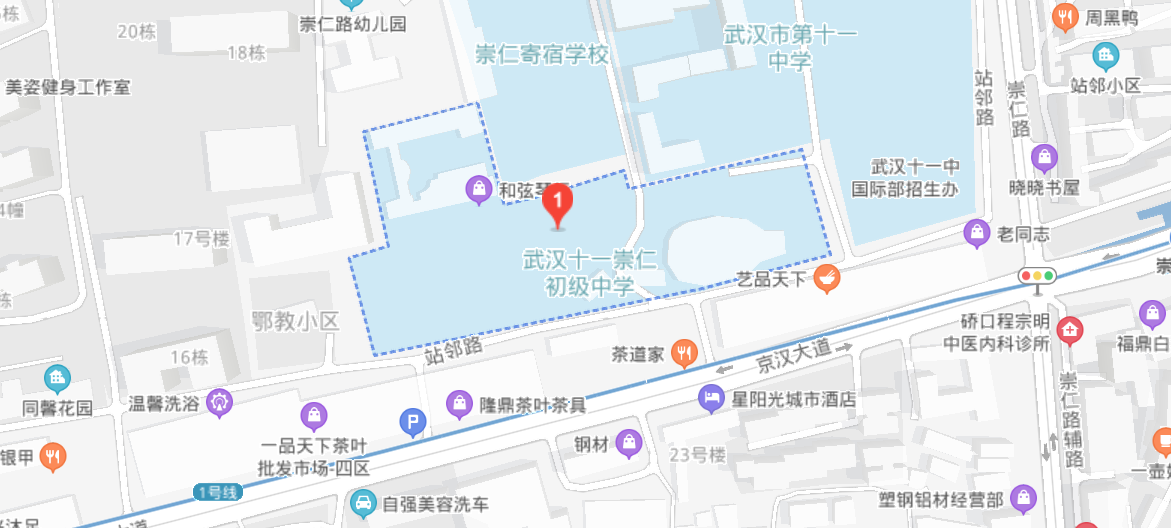 崇仁路幼儿园
20栋
18栋
美姿健身工作室
崇仁寄宿学校
武汉市第十一
中学
周黑鸭
站邻小区
站邻路
崇仁路
晓晓书屋
武汉十一中
国际部招生办
老同志
和弦琴
1
武汉十一崇仁
初级中学
艺品天下
17号楼
鄂教小区
16栋
同馨花园
温馨洗浴
站邻路
茶道家
京汉大道
硚口程宗明
中医内科诊所
福鼎白
崇仁路辅路
隆鼎茶叶茶具
P
星阳光城市酒店
一品天下茶叶
批发市场-四区
钢材
23号楼
银甲
1号线
自强美容洗车
塑钢铝材经营部
一壶